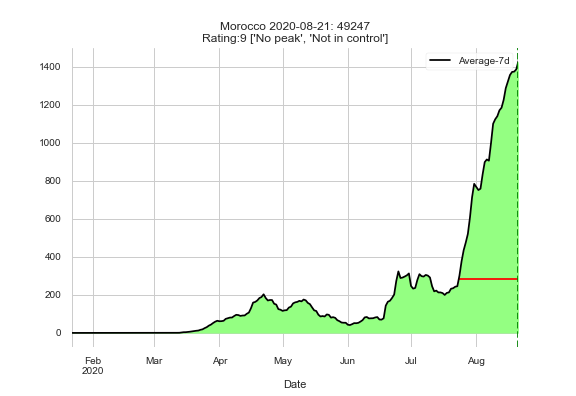 Morocco 2020-08-21: 49247
Rating:9 ['No peak', 'Not in control']
Average-7d
1400
1200
1000
800
600
400
200
0
Feb Mar Apr May Jun Jul Aug
2020
Date